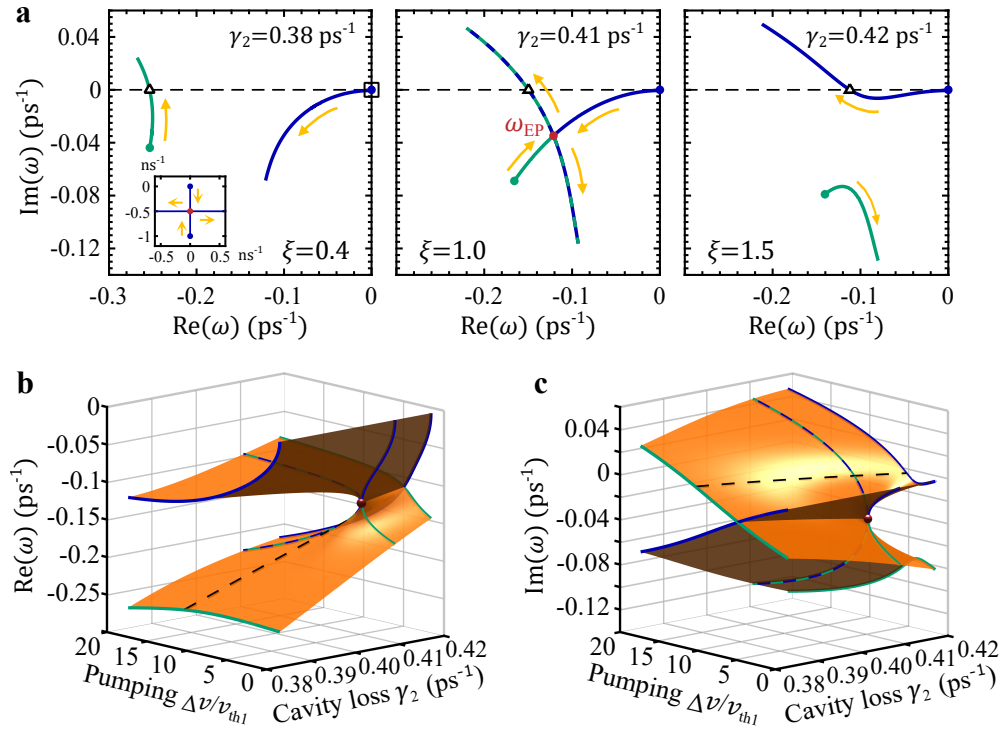 a
γ₂=0.38 ps⁻¹
γ₂=0.41 ps⁻¹
γ₂=0.42 ps⁻¹
0.04
0
-0.04
-0.08
-0.12
Im(ω) (ps⁻¹)
ω_EP
ns⁻¹
0
-0.5
-1
-0.5 0 0.5 ns⁻¹
ξ=0.4
ξ=1.0
ξ=1.5
-0.3 -0.2 -0.1 0
-0.2 -0.1 0
-0.2 -0.1 0
Re(ω) (ps⁻¹)
Re(ω) (ps⁻¹)
Re(ω) (ps⁻¹)
b
0
-0.05
-0.1
-0.15
-0.2
-0.25
Re(ω) (ps⁻¹)
20 15 10 5 0
Pumping Δν/ν_th1
0.38 0.39 0.40 0.41 0.42
Cavity loss γ₂ (ps⁻¹)
c
0.04
0
-0.04
-0.08
-0.12
Im(ω) (ps⁻¹)
20 15 10 5 0
Pumping Δν/ν_th1
0.38 0.39 0.40 0.41 0.42
Cavity loss γ₂ (ps⁻¹)